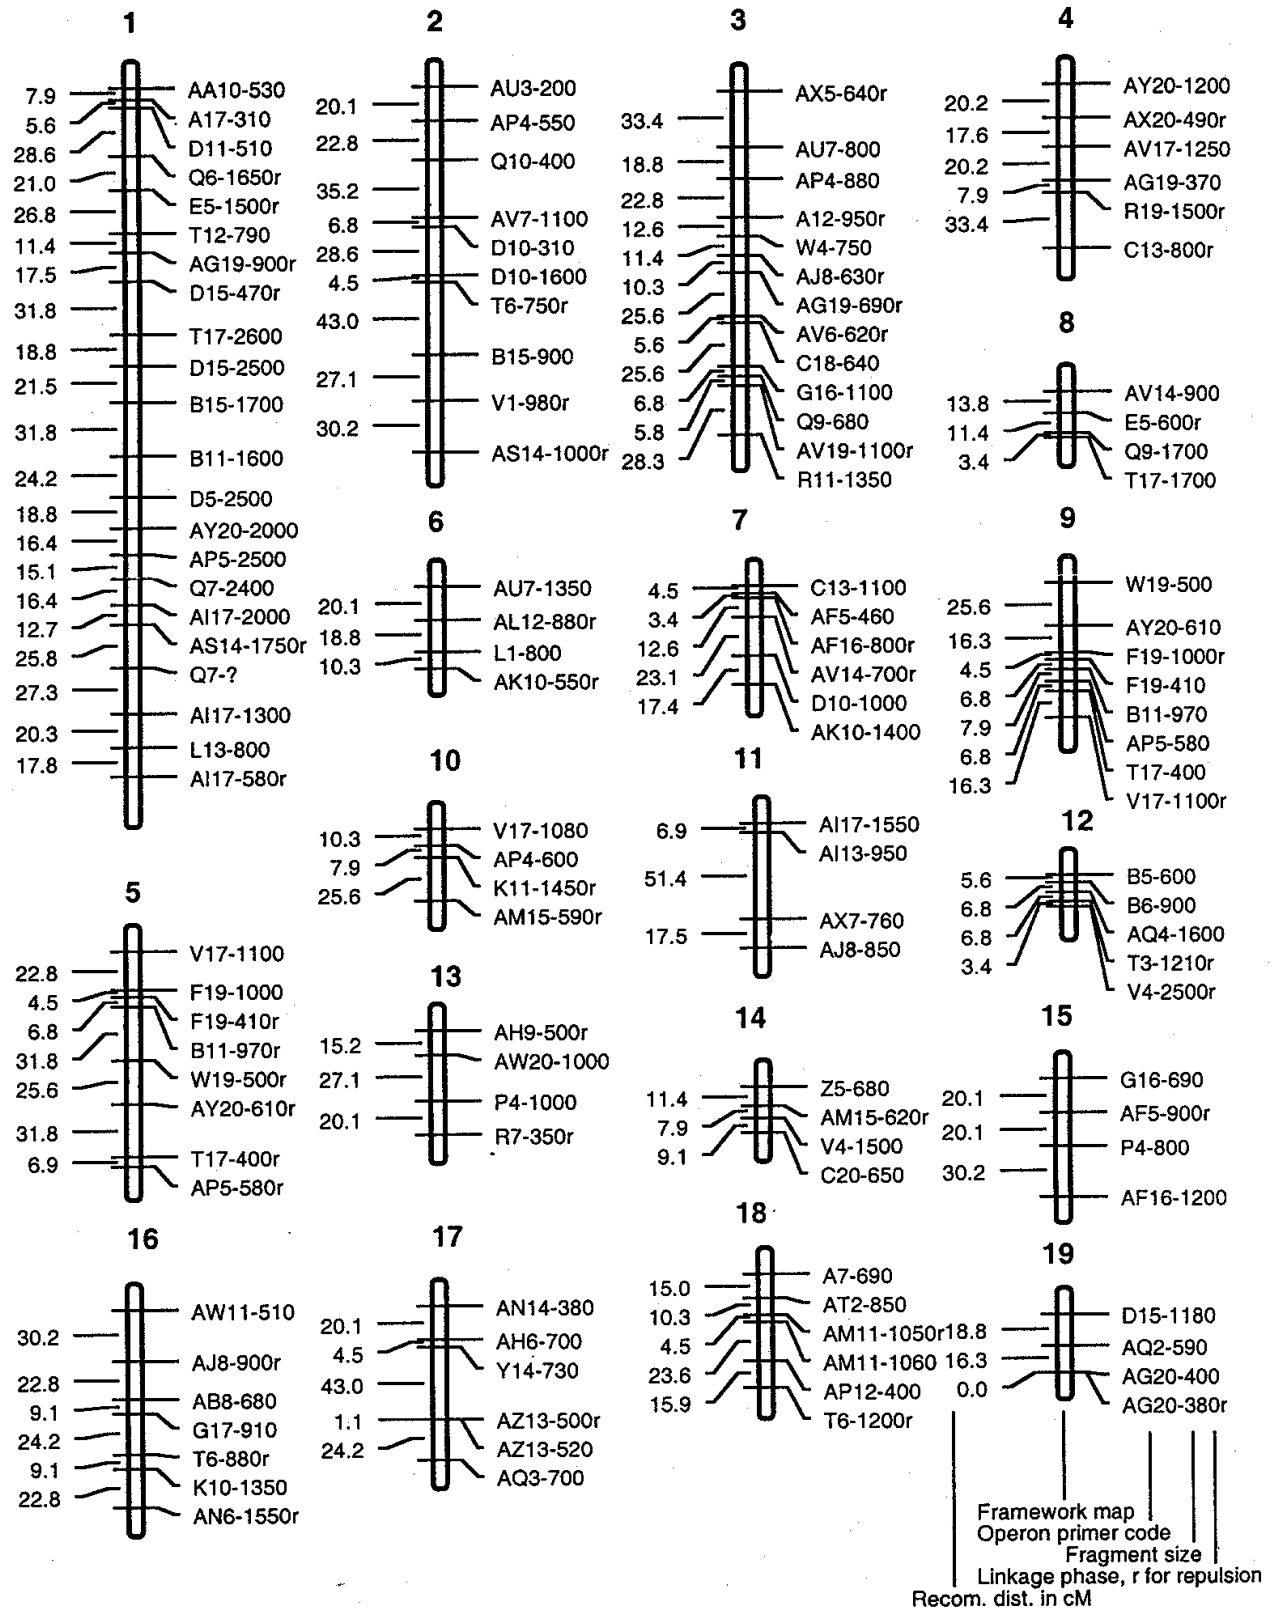 1
7.9
5.6
28.6
21.0
26.8
11.4
17.5
31.8
18.8
21.5
31.8
24.2
18.8
16.4
15.1
16.4
12.7
25.8
27.3
20.3
17.8
AA10-530
A17-310
D11-510
Q6-1650r
E5-1500r
T12-790
AG19-900r
D15-470r
T17-2600
D15-2500
B15-1700
B11-1600
D5-2500
AY20-2000
AP5-2500
Q7-2400
AI17-2000
AS14-1750r
Q7-?
AI17-1300
L13-800
AI17-580r
2
20.1
22.8
35.2
6.8
28.6
4.5
43.0
27.1
30.2
AU3-200
AP4-550
Q10-400
AV7-1100
D10-310
D10-1600
T6-750r
B15-900
V1-980r
AS14-1000r
3
33.4
18.8
22.8
12.6
11.4
10.3
25.6
5.6
25.6
6.8
5.8
28.3
AX5-640r
AU7-800
AP4-880
A12-950r
W4-750
AJ8-630r
AG19-690r
AV6-620r
C18-640
G16-1100
Q9-680
AV19-1100r
R11-1350
4
20.2
17.6
20.2
7.9
33.4
AY20-1200
AX20-490r
AV17-1250
AG19-370
R19-1500r
C13-800r
8
13.8
11.4
3.4
AV14-900
E5-600r
Q9-1700
T17-1700
6
20.1
18.8
10.3
AU7-1350
AL12-880r
L1-800
AK10-550r
7
4.5
3.4
12.6
23.1
17.4
C13-1100
AF5-460
AF16-800r
AV14-700r
D10-1000
AK10-1400
9
25.6
16.3
4.5
6.8
7.9
6.8
16.3
W19-500
AY20-610
F19-1000r
F19-410
B11-970
AP5-580
T17-400
V17-1100r
10
10.3
7.9
25.6
V17-1080
AP4-600
K11-1450r
AM15-590r
11
6.9
51.4
17.5
AI17-1550
AI13-950
AX7-760
AJ8-850
12
5.6
6.8
6.8
3.4
B5-600
B6-900
AQ4-1600
T3-1210r
V4-2500r
5
22.8
4.5
6.8
31.8
25.6
31.8
6.9
V17-1100
F19-1000
F19-410r
B11-970r
W19-500r
AY20-610r
T17-400r
AP5-580r
13
15.2
27.1
20.1
AH9-500r
AW20-1000
P4-1000
R7-350r
14
11.4
7.9
9.1
Z5-680
AM15-620r
V4-1500
C20-650
15
20.1
20.1
30.2
G16-690
AF5-900r
P4-800
AF16-1200
16
30.2
22.8
9.1
24.2
9.1
22.8
AW11-510
AJ8-900r
AB8-680
G17-910
T6-880r
K10-1350
AN6-1550r
17
20.1
4.5
43.0
1.1
24.2
AN14-380
AH6-700
Y14-730
AZ13-500r
AZ13-520
AQ3-700
18
15.0
10.3
4.5
23.6
15.9
A7-690
AT2-850
AM11-1050r
AM11-1060
AP12-400
T6-1200r
19
18.8
16.3
0.0
D15-1180
AQ2-590
AG20-400
AG20-380r
Framework map
Operon primer code
Fragment size
Linkage phase, r for repulsion
Recom. dist. in cM